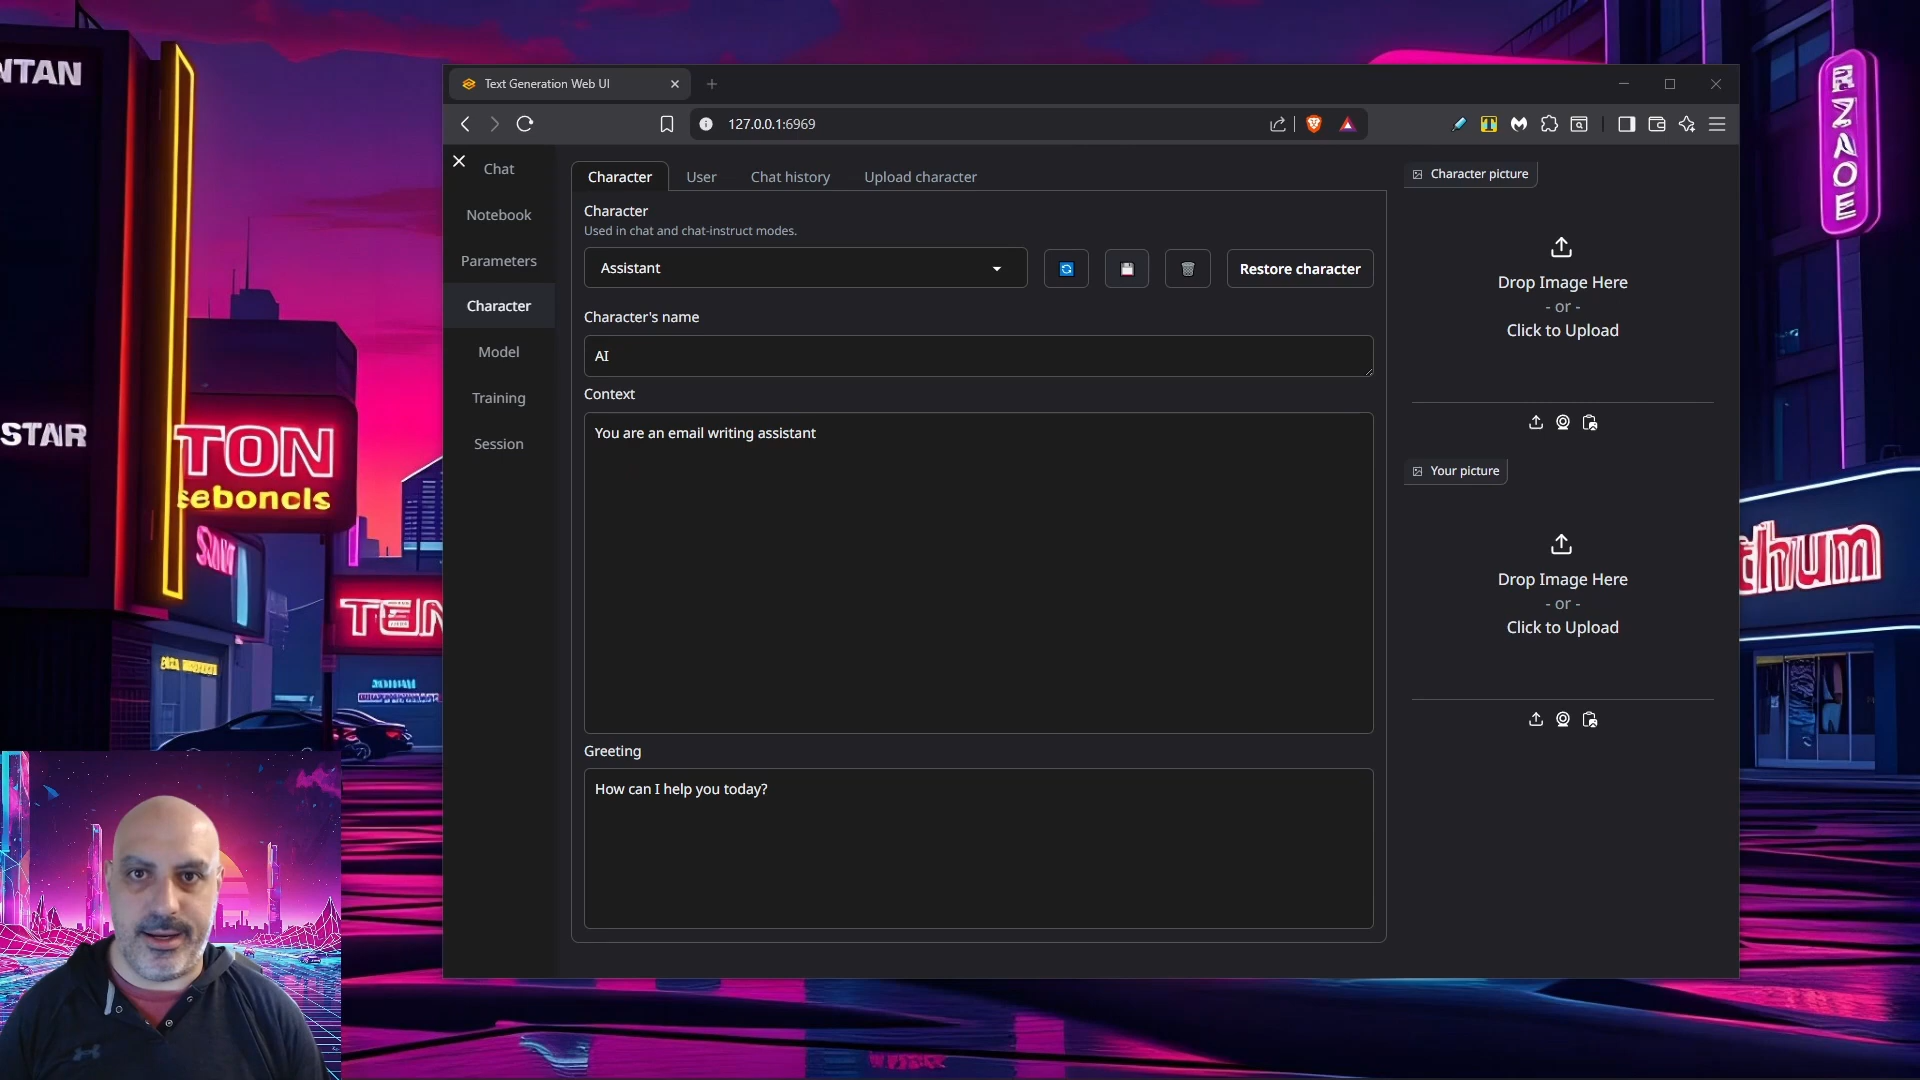 NTAN
STAR
TON
seboncls
TEN
thum
Text Generation Web UI
127.0.0.1:6969
Chat
Notebook
Parameters
Character
Model
Training
Session
Character
User
Chat history
Upload character
Character
Used in chat and chat-instruct modes.
Assistant
Restore character
Character's name
AI
Context
You are an email writing assistant
Greeting
How can I help you today?
Character picture
Drop Image Here
- or -
Click to Upload
Your picture
Drop Image Here
- or -
Click to Upload